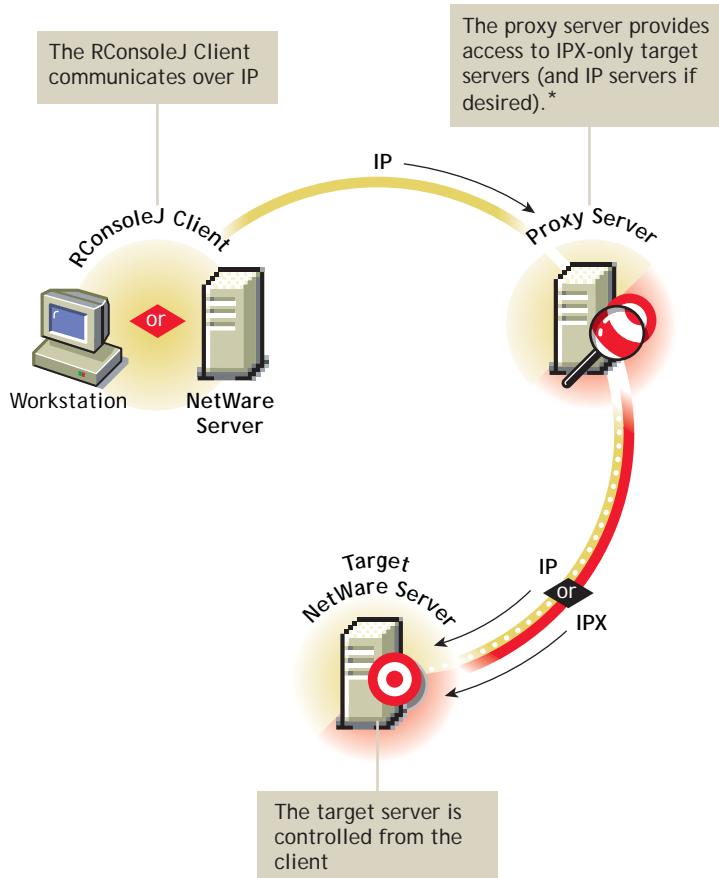 The RConsoleJ Client
communicates over IP
The proxy server provides
access to IPX-only target
servers (and IP servers if
desired).*
IP
RConsoleJ Client
Proxy Server
or
Workstation
NetWare
Server
Target
NetWare Server
IP
or
IPX
The target server is
controlled from the
client